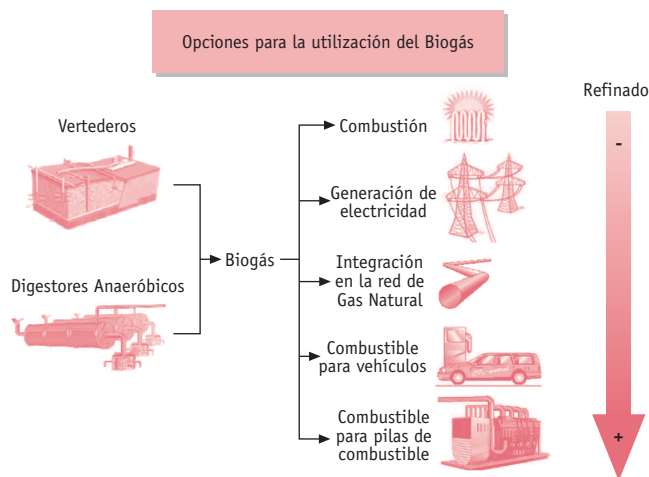 Opciones para la utilización del Biogás
Refinado
Vertederos
Combustión
-
Generación de
electricidad
Biogás
Integración
en la red de
Gas Natural
Digestores Anaeróbicos
Combustible
para vehículos
Combustible
para pilas de
combustible
+